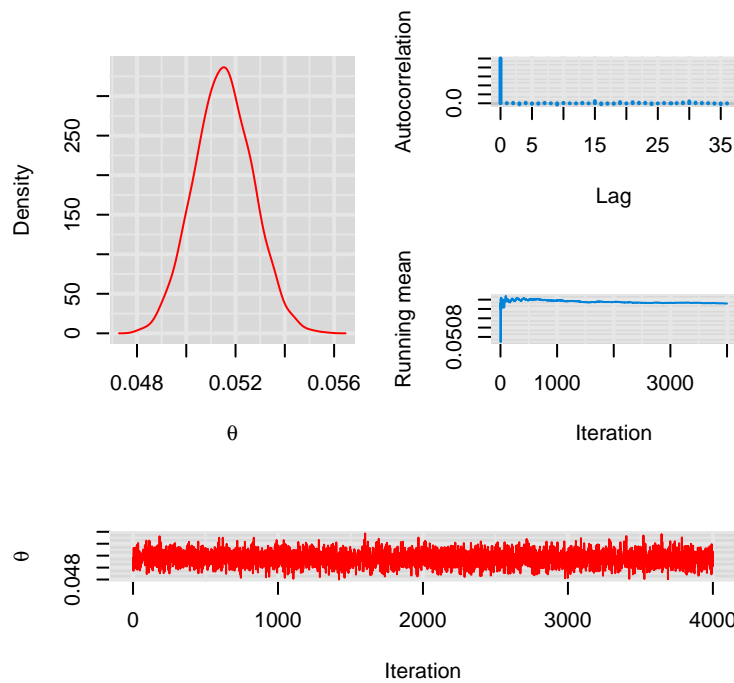 Density
0
50
150
250
0.048
0.052
0.056
θ
Autocorrelation
0.0
0
5
15
25
35
Lag
Running mean
0.0508
0
1000
3000
Iteration
θ
0.048
0
1000
2000
3000
4000
Iteration